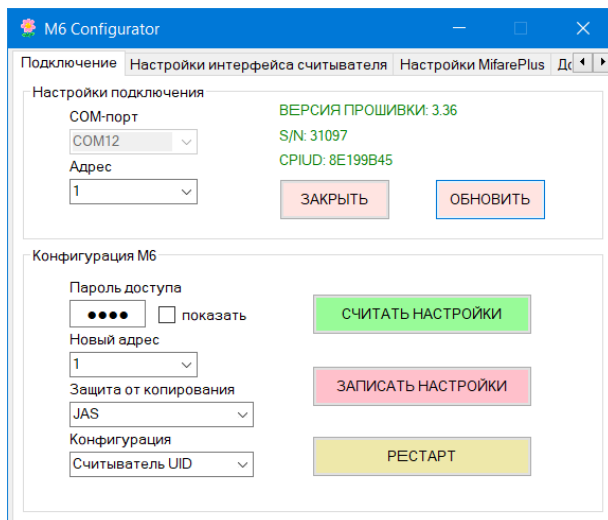 M6 Configurator
Подключение Настройки интерфейса считывателя Настройки MifarePlus
Настройки подключения
COM-порт
COM12
Адрес
1
ВЕРСИЯ ПРОШИВКИ: 3.36
S/N: 31097
CPIUD: 8E199B45
ЗАКРЫТЬ ОБНОВИТЬ
Конфигурация M6
Пароль доступа
●●●● показать
Новый адрес
1
Защита от копирования
JAS
Конфигурация
Считыватель UID
СЧИТАТЬ НАСТРОЙКИ
ЗАПИСАТЬ НАСТРОЙКИ
РЕСТАРТ